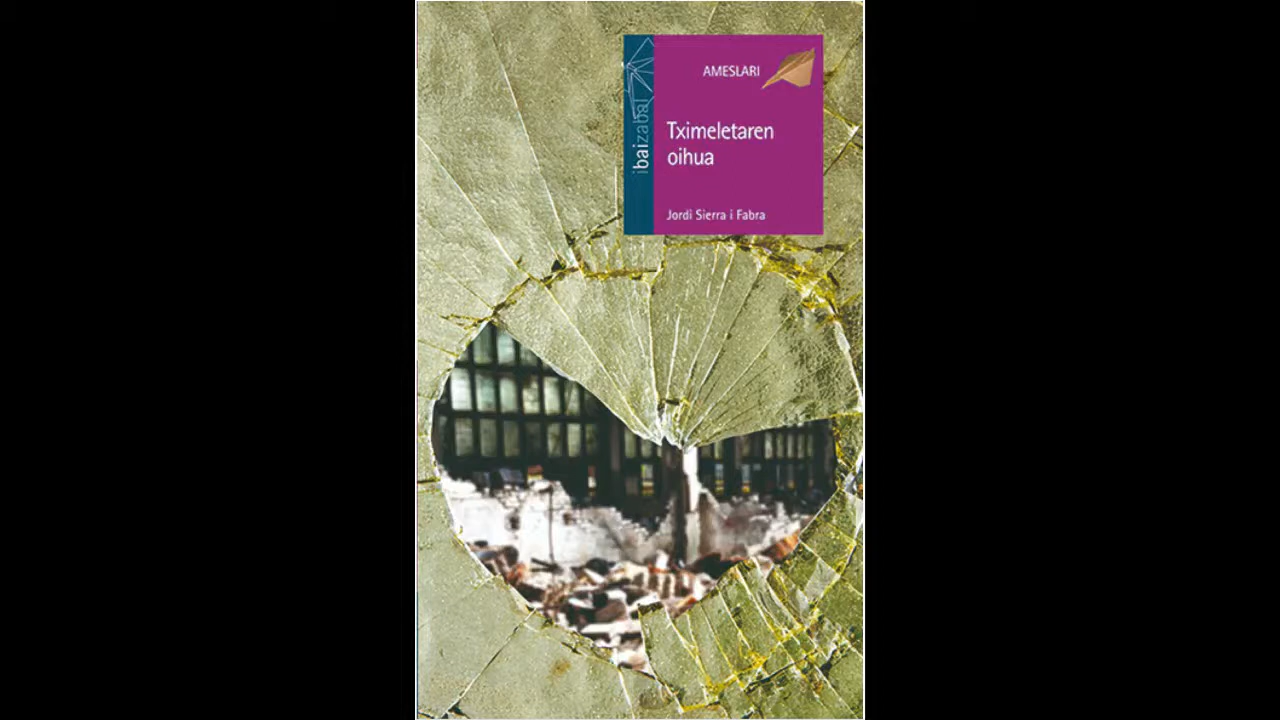 AMESLARI
ibaizabal
Tximeletaren
oihua
Jordi Sierra i Fabra